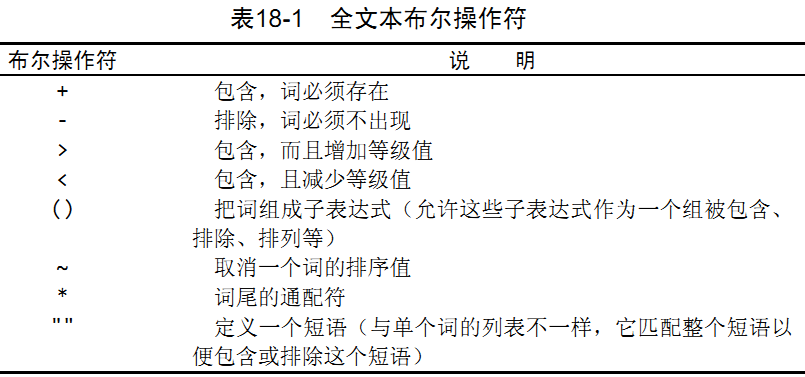 表18-1 全文本布尔操作符
布尔操作符 说 明
+ 包含，词必须存在
- 排除，词必须不出现
> 包含，而且增加等级值
< 包含，且减少等级值
() 把词组成子表达式（允许这些子表达式作为一个组被包含、
排除、排列等）
~ 取消一个词的排序值
* 词尾的通配符
"" 定义一个短语（与单个词的列表不一样，它匹配整个短语以
便包含或排除这个短语）